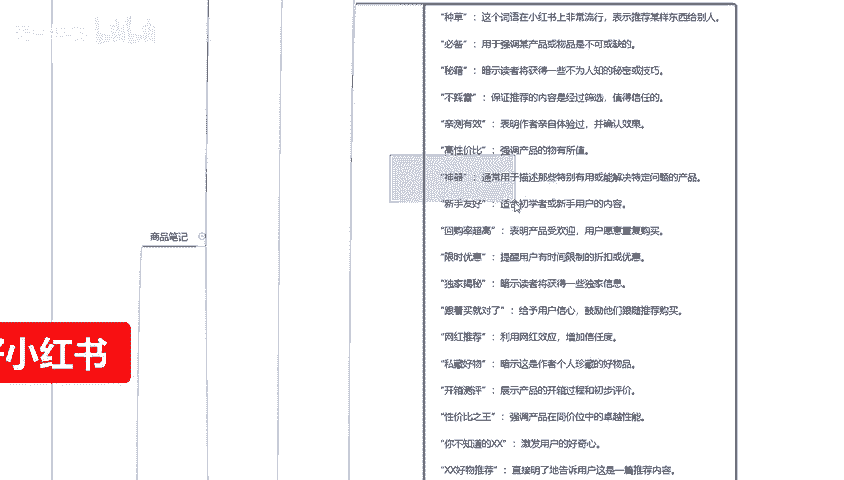 "种草"：这个词语在小红书上非常流行，表示推荐某样东西给别人。
"必备"：用于强调某产品或物品是不可或缺的。
"秘籍"：暗示读者将获得一些不为人知的秘密或技巧。
"不踩雷"：保证推荐的内容是经过筛选，值得信任的。
"亲测有效"：表明作者亲自体验过，并确认效果。
"高性价比"：强调产品的物有所值。
"神器"：通常用于描述那些特别有用或能解决特定问题的产品。
"新手友好"：适合初学者或新手用户的内容。
"回购率超高"：表明产品受欢迎，用户愿意重复购买。
商品笔记
"限时优惠"：提醒用户有时间限制的折扣或优惠。
"独家揭秘"：暗示读者将获得一些独家信息。
"跟着买就对了"：给予用户信心，鼓励他们跟随推荐购买。
"网红推荐"：利用网红效应，增加信任度。
小红书
"私藏好物"：暗示这是作者个人珍藏的好物品。
"开箱测评"：展示产品的开箱过程和初步评价。
"性价比之王"：强调产品在同价位中的卓越性能。
"你不知道的XX"：激发用户的好奇心。
"XX好物推荐"：直接明了地告诉用户这是一篇推荐内容。